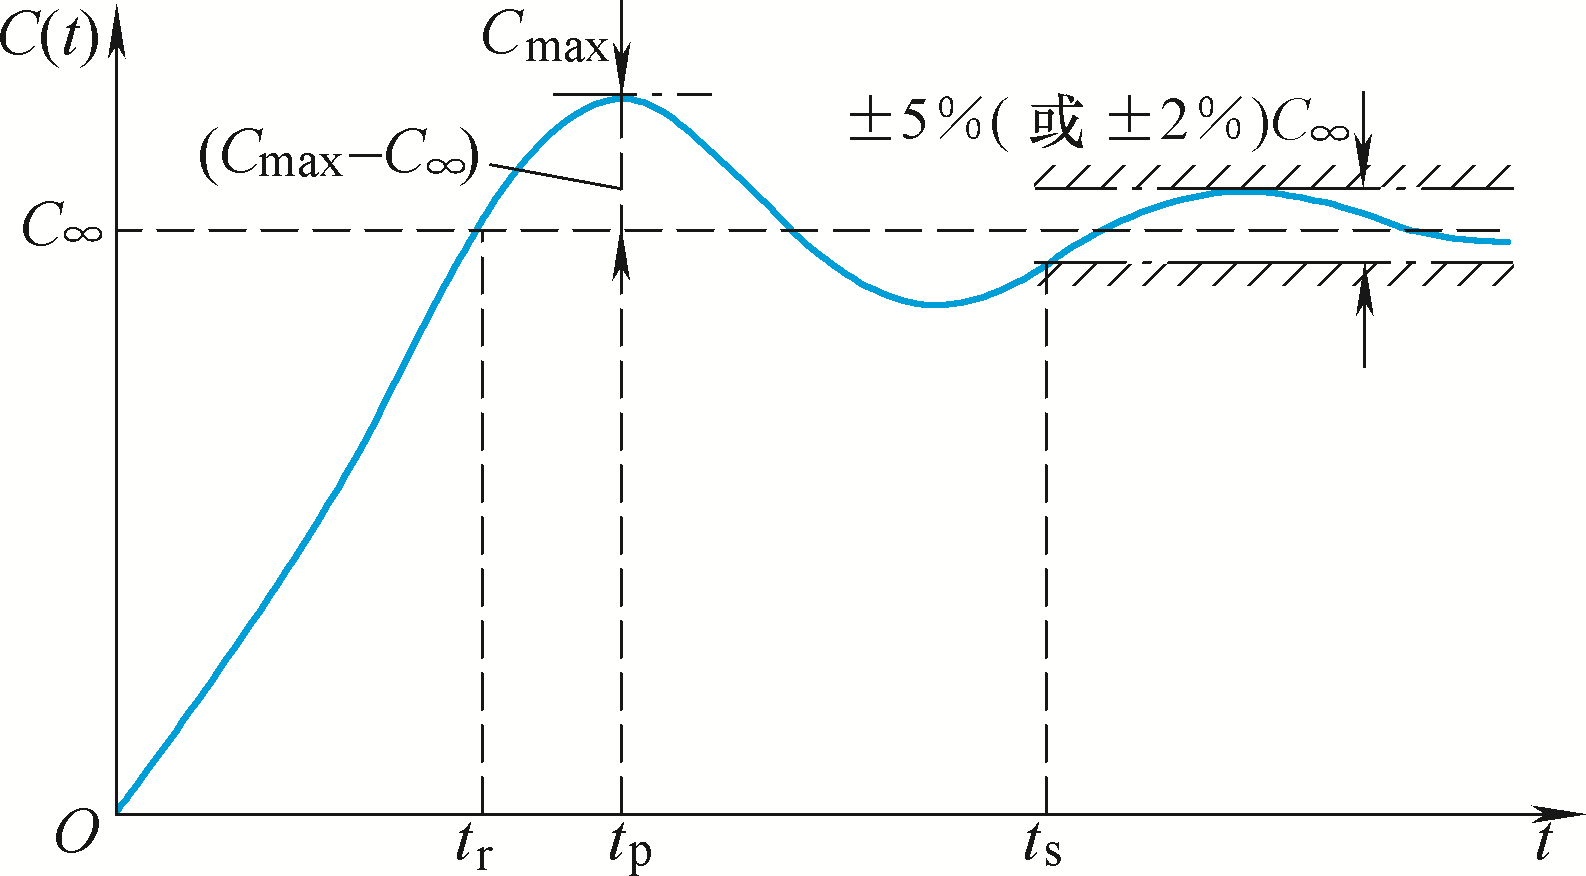 C(t)
Cmax
±5%(或±2%)C∞
(Cmax−C∞)
C∞
O
tr
tp
ts
t